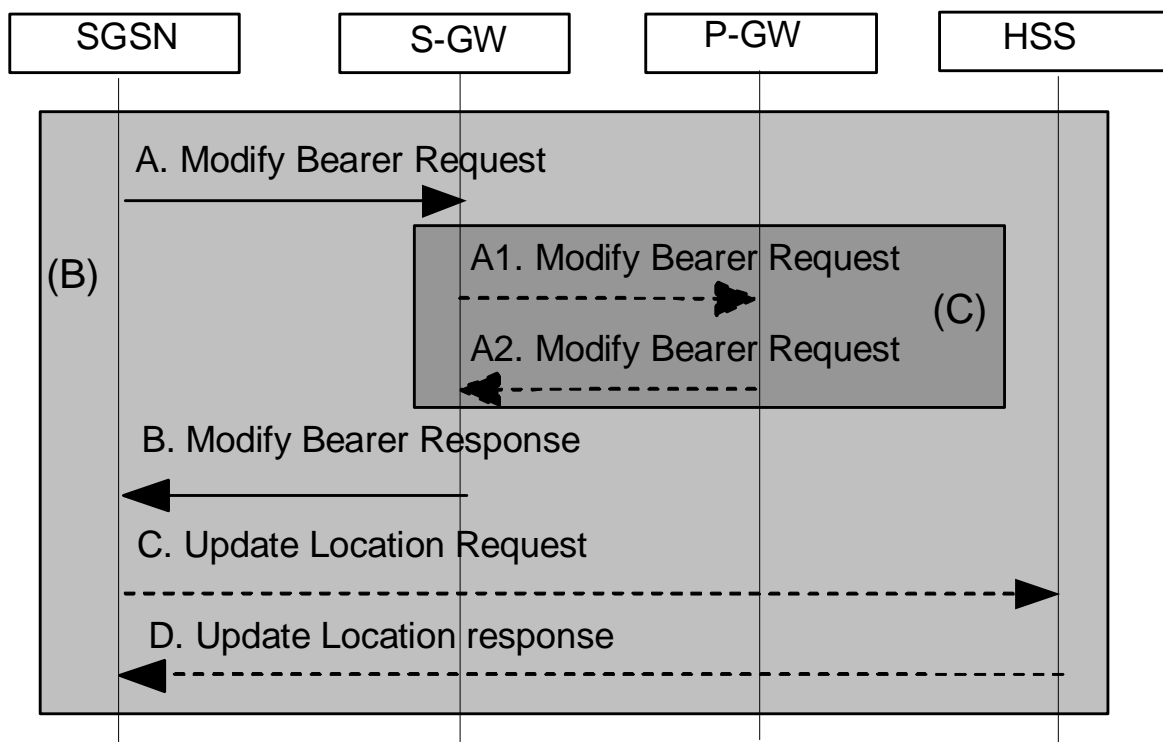 SGSN
S-GW
P-GW
HSS
A. Modify Bearer Request
(B)
A1. Modify Bearer Request
(C)
A2. Modify Bearer Request
B. Modify Bearer Response
C. Update Location Request
D. Update Location response